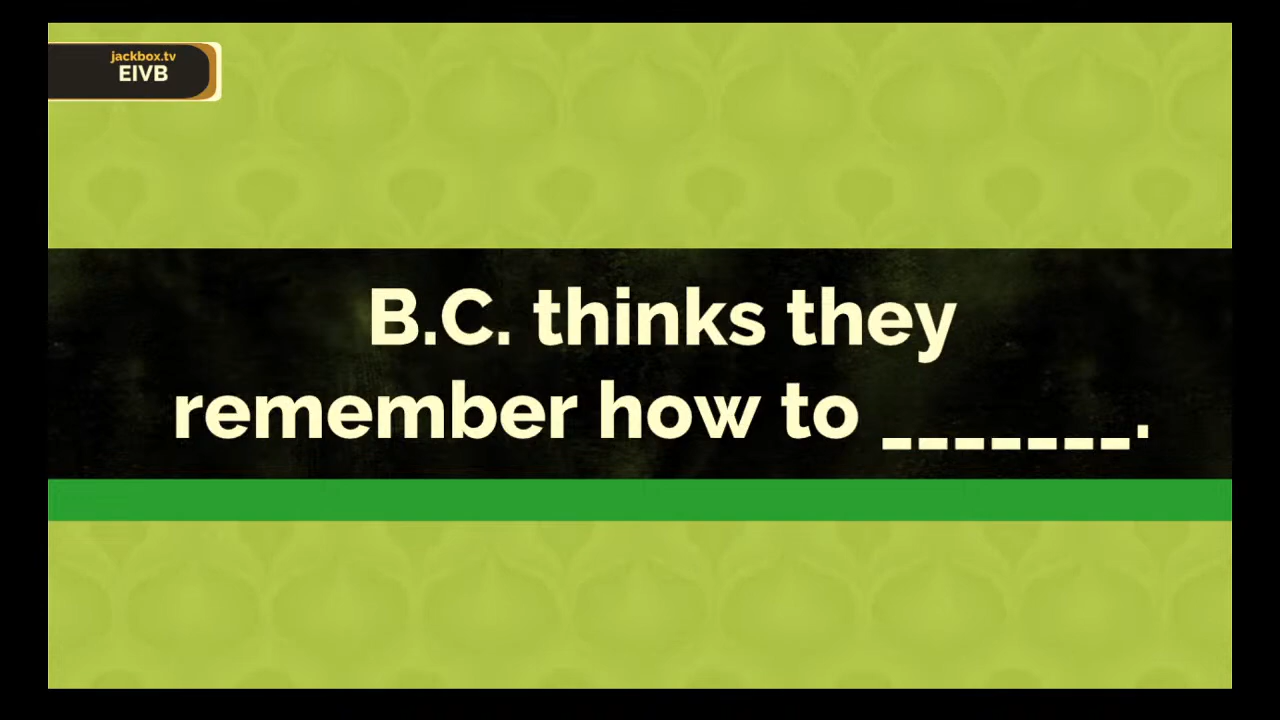 jackbox.tv
EIVB
B.C. thinks they
remember how to _______.